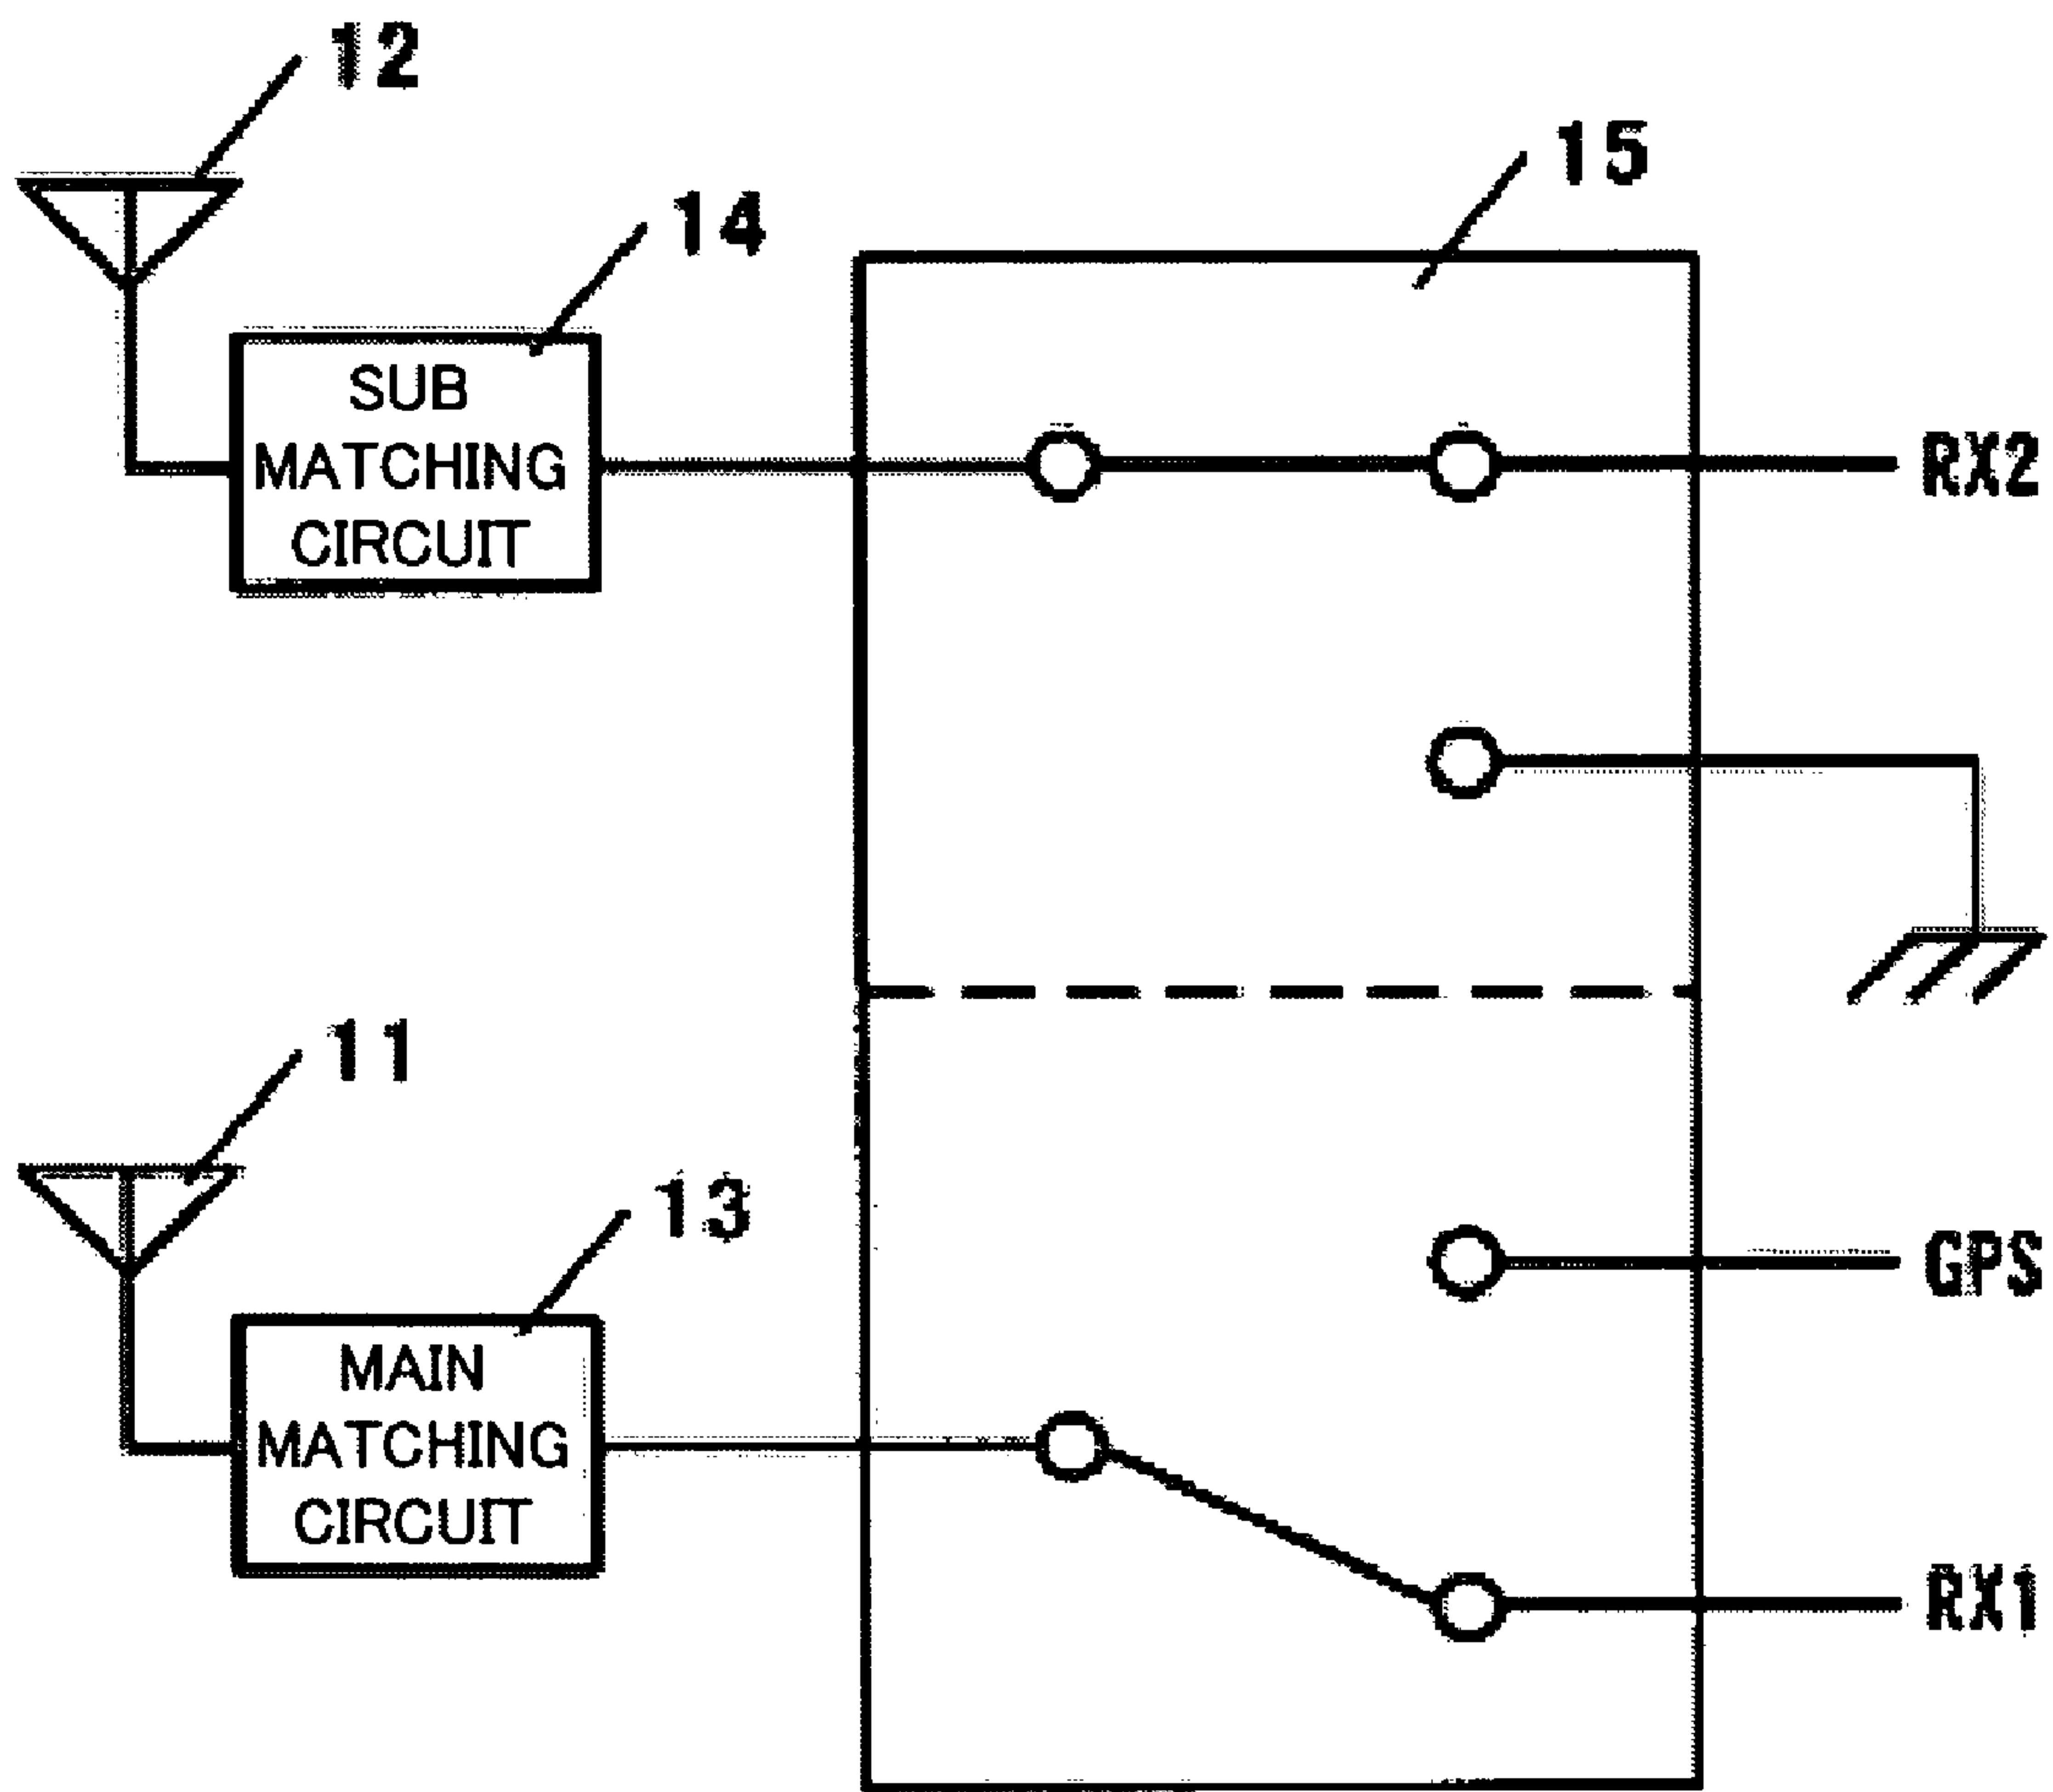 12
15
14
SUB
MATCHING
CIRCUIT
RX2
11
13
GPS
MAIN
MATCHING
CIRCUIT
RX1